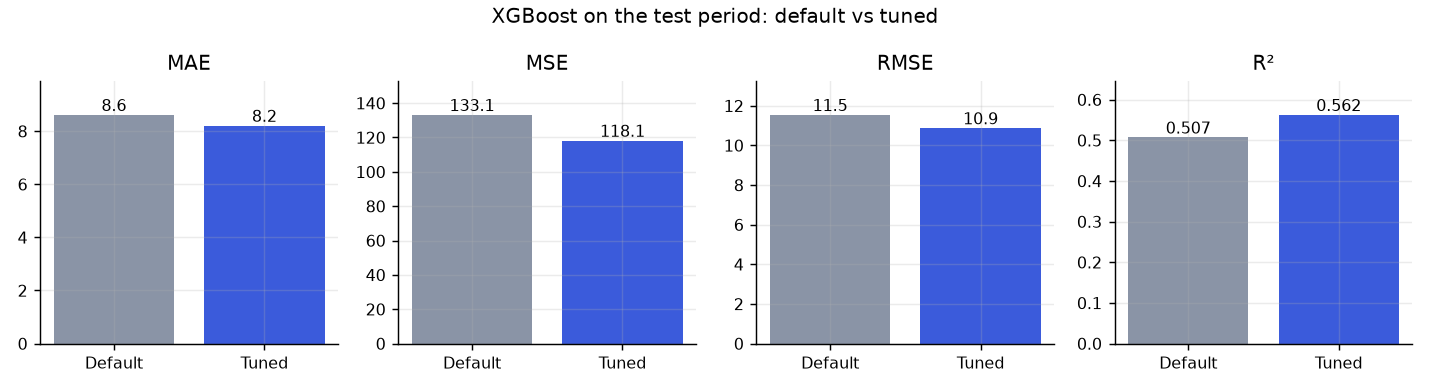 XGBoost on the test period: default vs tuned
MAE
8.6
8.2
8
6
4
2
0
Default
Tuned
MSE
133.1
118.1
140
120
100
80
60
40
20
0
Default
Tuned
RMSE
11.5
10.9
12
10
8
6
4
2
0
Default
Tuned
R²
0.507
0.562
0.6
0.5
0.4
0.3
0.2
0.1
0.0
Default
Tuned